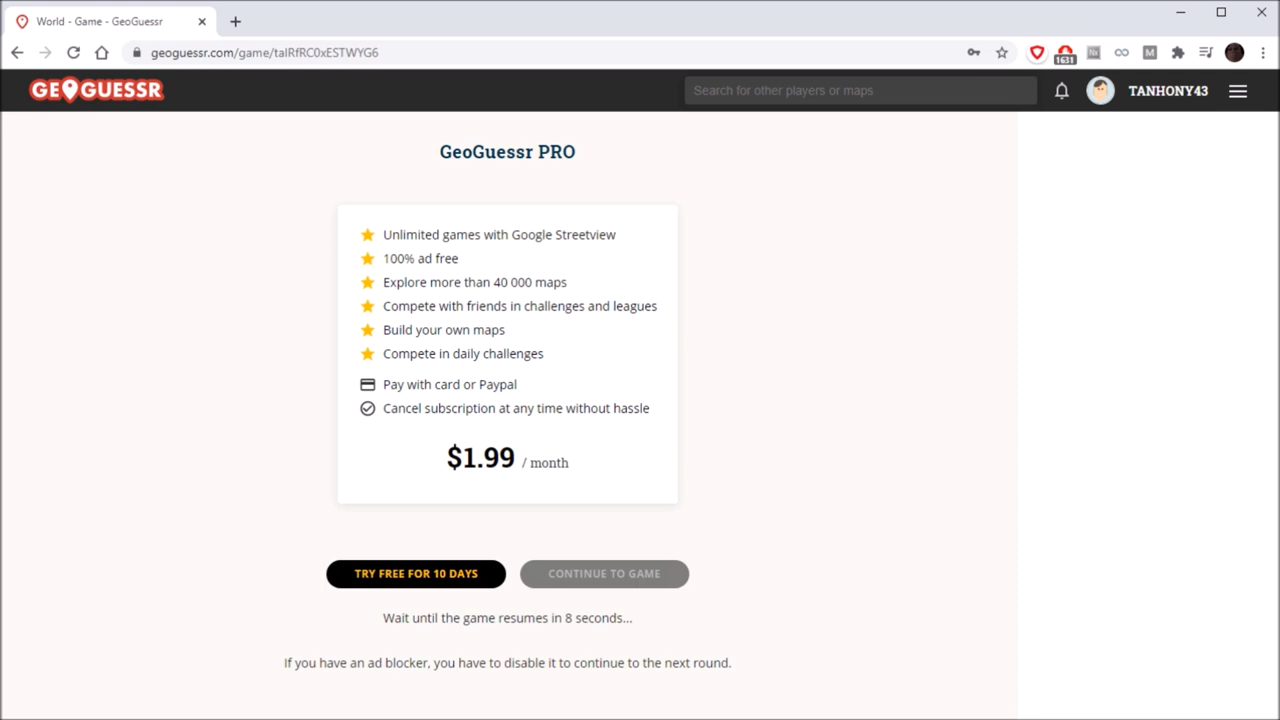 World - Game - GeoGuessr
geoguessr.com/game/talRfRC0xESTWYG6
1631
N
M
GEOGUESSR
Search for other players or maps
TANHONY43
GeoGuessr PRO
Unlimited games with Google Streetview
100% ad free
Explore more than 40 000 maps
Compete with friends in challenges and leagues
Build your own maps
Compete in daily challenges
Pay with card or Paypal
Cancel subscription at any time without hassle
$1.99 / month
TRY FREE FOR 10 DAYS
CONTINUE TO GAME
Wait until the game resumes in 8 seconds...
If you have an ad blocker, you have to disable it to continue to the next round.